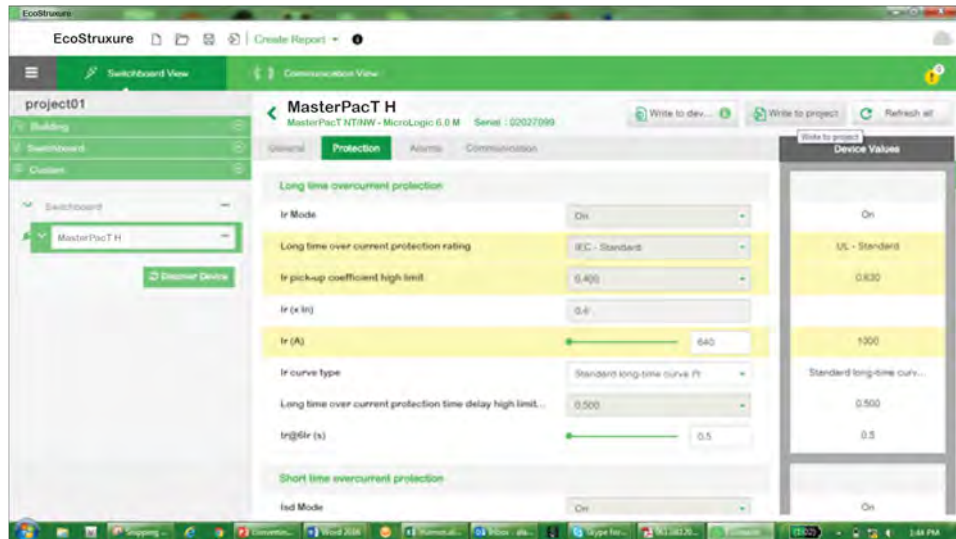 EcoStruxure
EcoStruxure Create Report
Switchboard View Communication View
project01
Building
Switchboard
Custom
Switchboard
MasterPacT H
Discover Device
MasterPacT H
MasterPacT NT/NW - MicroLogic 6.0 M Serial : 02027099
Write to dev... Write to project Refresh all
Write to project
General Protection Alarms Communication
Device Values
Long time overcurrent protection
Ir Mode On On
Long time over current protection rating IEC - Standard UL - Standard
Ir pick-up coefficient high limit 0.400 0.630
Ir (x In) 0.4
Ir (A) 640 1000
Ir curve type Standard long-time curve I²t Standard long-time curv...
Long time over current protection time delay high limit... 0.500 0.500
tr@6Ir (s) 0.5 0.5
Short time overcurrent protection
Isd Mode On On
Snipping ... Word 2016 Inbox - Skype for...
1:44 PM